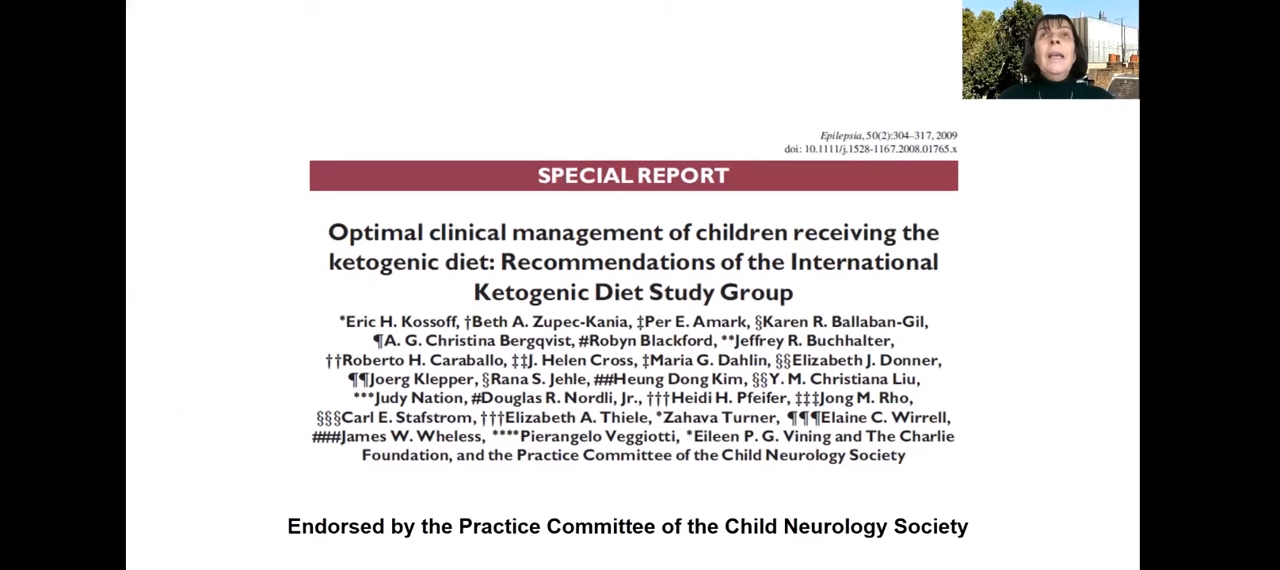 Epilepsia, 50(2):304–317, 2009
doi: 10.1111/j.1528-1167.2008.01765.x
SPECIAL REPORT
Optimal clinical management of children receiving the
ketogenic diet: Recommendations of the International
Ketogenic Diet Study Group
*Eric H. Kossoff, †Beth A. Zupec-Kania, ‡Per E. Amark, §Karen R. Ballaban-Gil,
¶A. G. Christina Bergqvist, #Robyn Blackford, **Jeffrey R. Buchhalter,
††Roberto H. Caraballo, ‡‡J. Helen Cross, ‡Maria G. Dahlin, §§Elizabeth J. Donner,
¶¶Joerg Klepper, §Rana S. Jehle, ##Heung Dong Kim, §§Y. M. Christiana Liu,
***Judy Nation, #Douglas R. Nordli, Jr., †††Heidi H. Pfeifer, ‡‡‡Jong M. Rho,
§§§Carl E. Stafstrom, †††Elizabeth A. Thiele, *Zahava Turner, ¶¶¶Elaine C. Wirrell,
###James W. Wheless, ****Pierangelo Veggiotti, *Eileen P. G. Vining and The Charlie
Foundation, and the Practice Committee of the Child Neurology Society
Endorsed by the Practice Committee of the Child Neurology Society